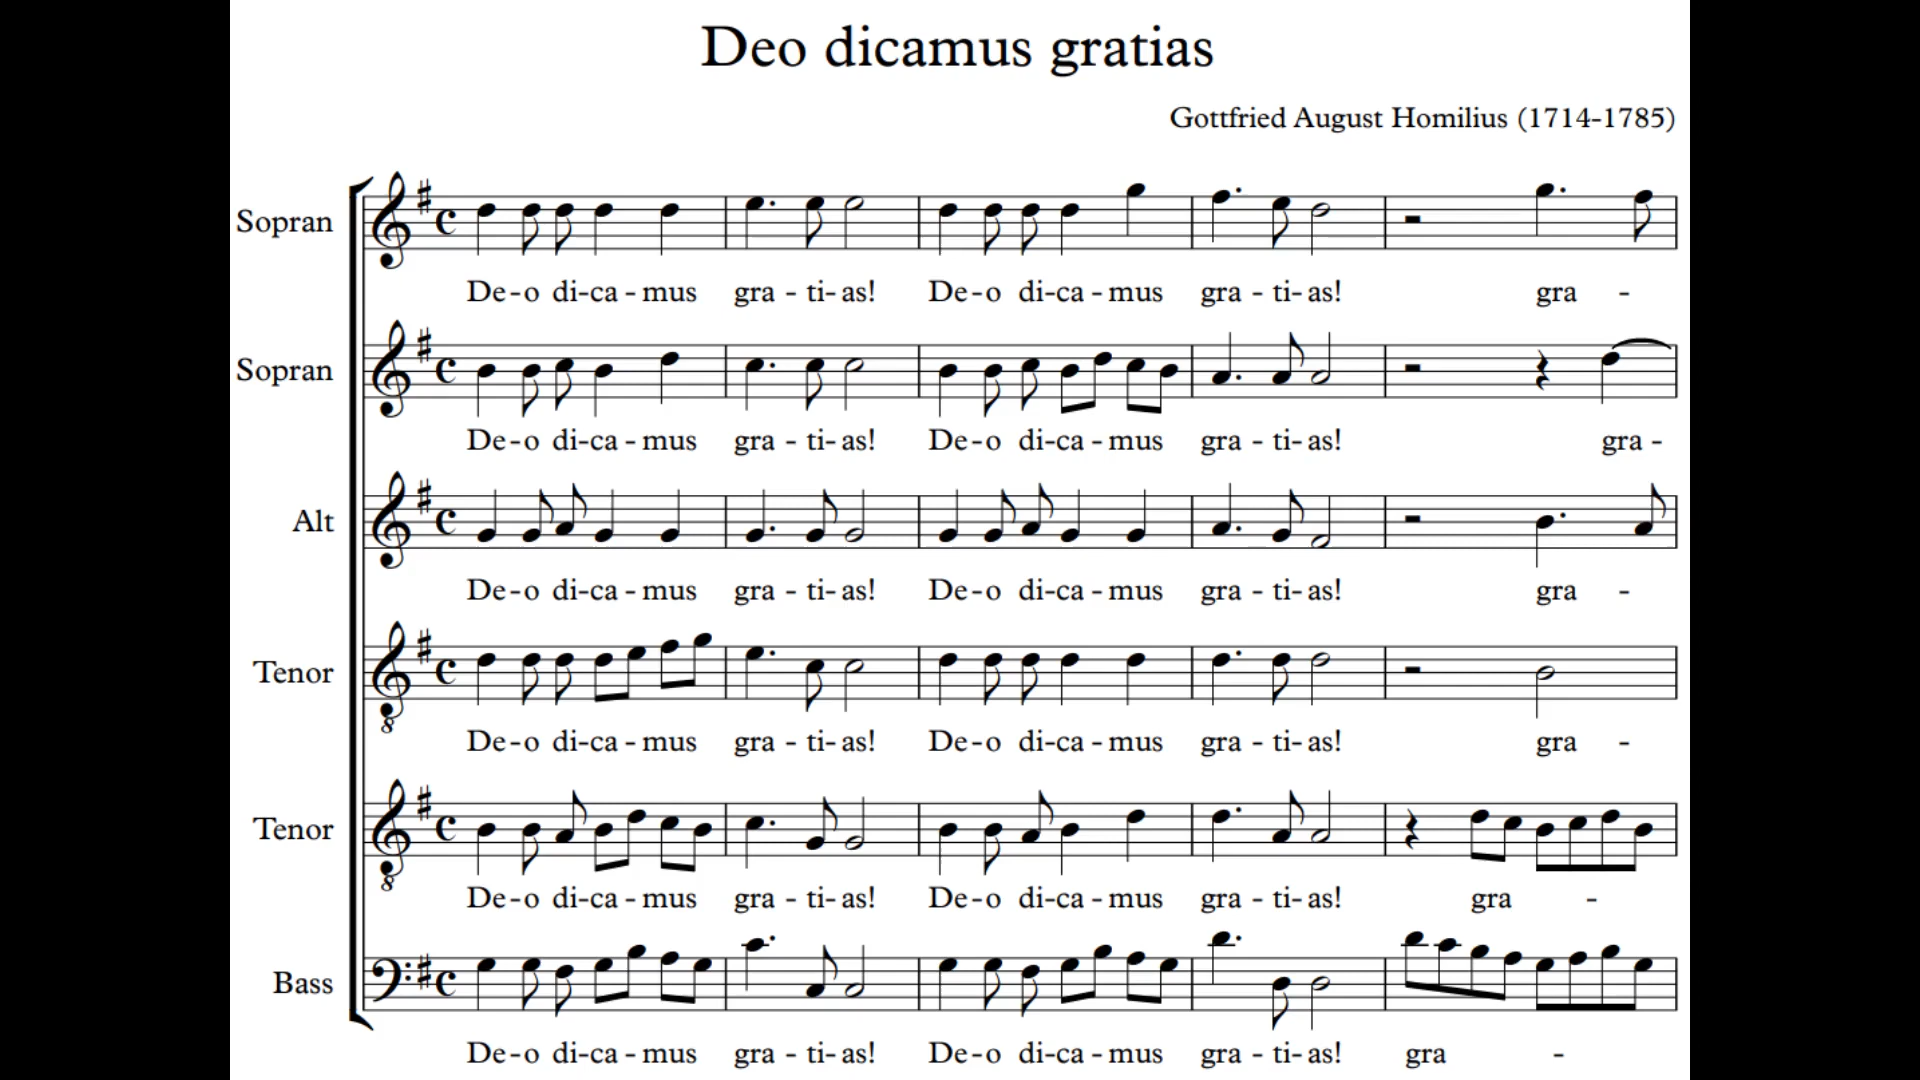 Deo dicamus gratias
Gottfried August Homilius (1714-1785)
Sopran
De-o di-ca-mus gra-ti-as! De-o di-ca-mus gra-ti-as! gra -
Sopran
De-o di-ca-mus gra-ti-as! De-o di-ca-mus gra-ti-as! gra -
Alt
De-o di-ca-mus gra-ti-as! De-o di-ca-mus gra-ti-as! gra -
Tenor
8
De-o di-ca-mus gra-ti-as! De-o di-ca-mus gra-ti-as! gra -
Tenor
8
De-o di-ca-mus gra-ti-as! De-o di-ca-mus gra-ti-as! gra -
Bass
De-o di-ca-mus gra-ti-as! De-o di-ca-mus gra-ti-as! gra -